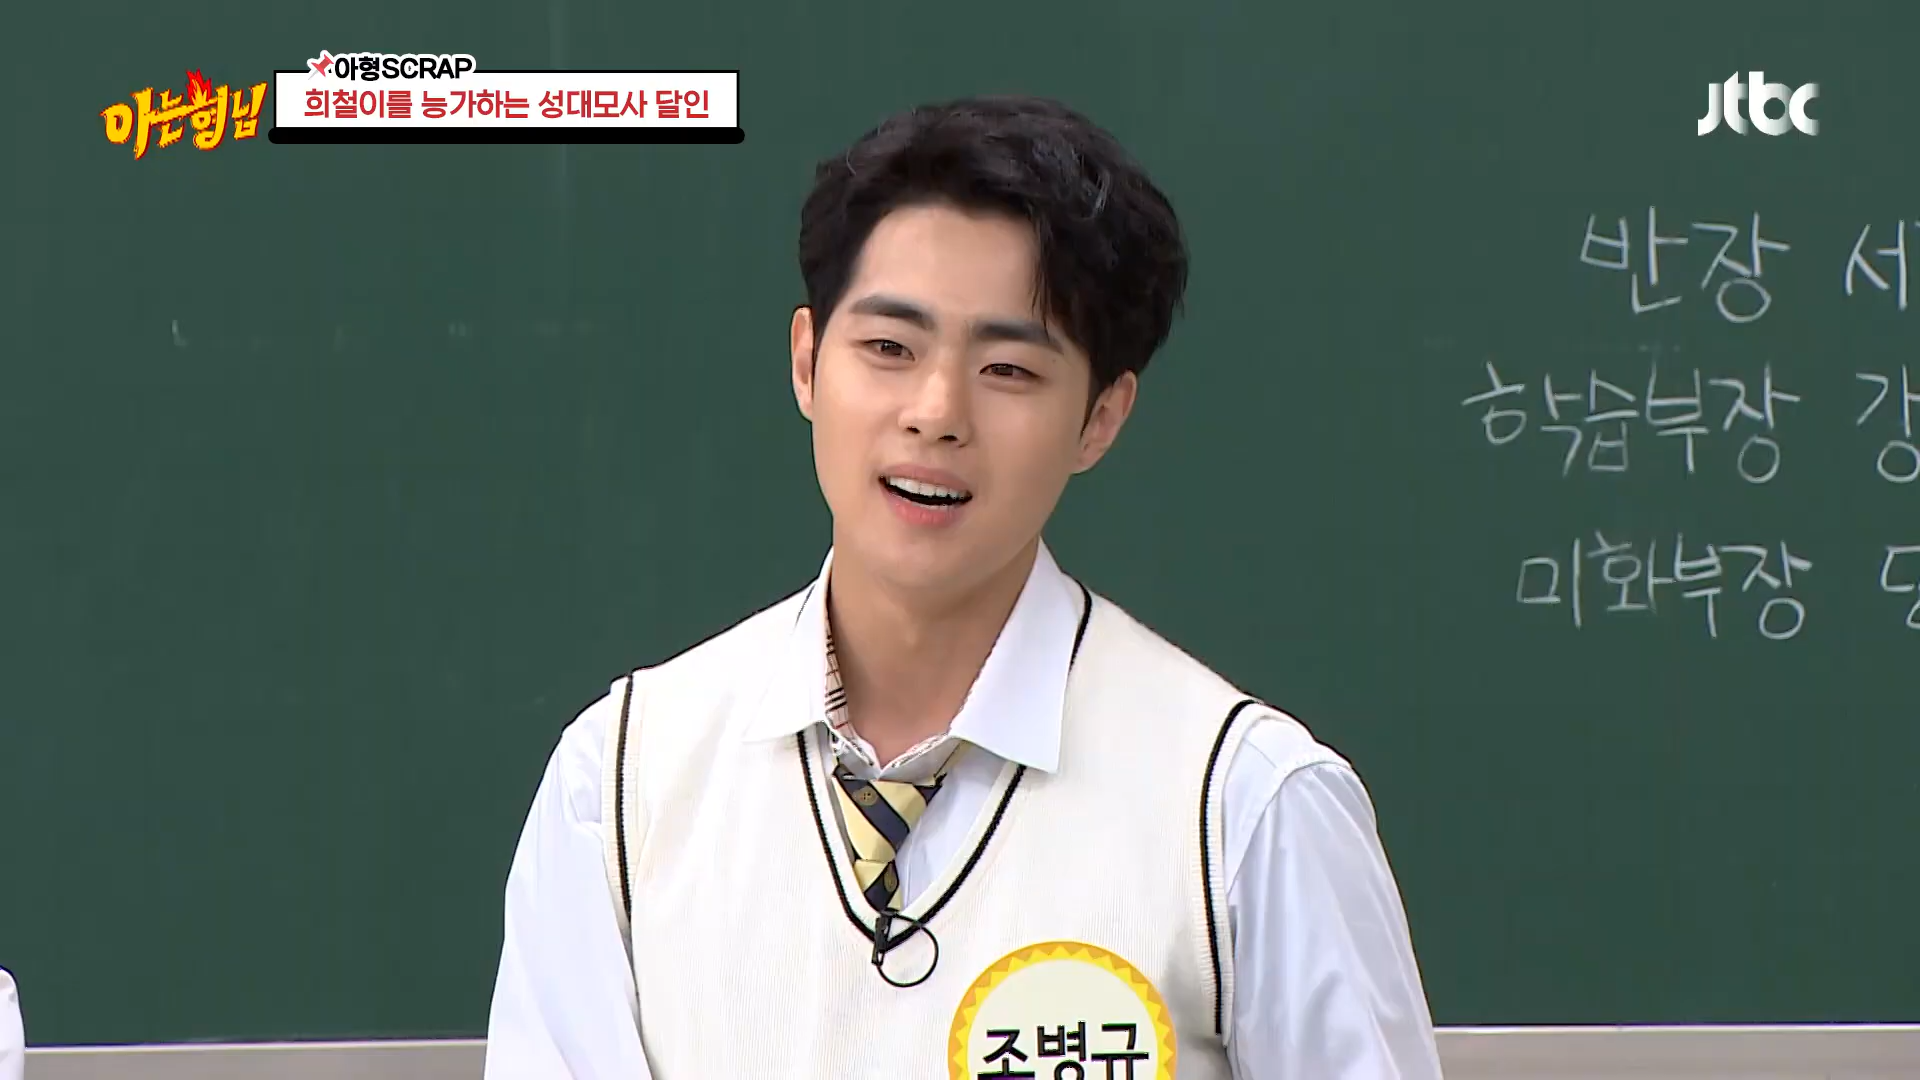 아형SCRAP
아는형님
희철이를 능가하는 성대모사 달인
jtbc
반장
학습부장 강
미화부장
조병규